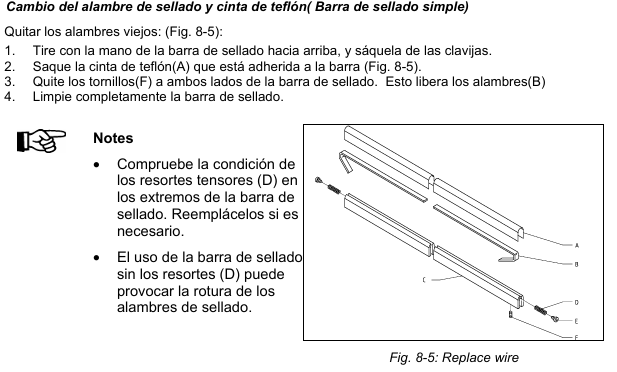 Cambio del alambre de sellado y cinta de teflón( Barra de sellado simple)
Quitar los alambres viejos: (Fig. 8-5):
1. Tire con la mano de la barra de sellado hacia arriba, y sáquela de las clavijas.
2. Saque la cinta de teflón(A) que está adherida a la barra (Fig. 8-5).
3. Quite los tornillos(F) a ambos lados de la barra de sellado. Esto libera los alambres(B)
4. Limpie completamente la barra de sellado.
Notes
• Compruebe la condición de
los resortes tensores (D) en
los extremos de la barra de
sellado. Reemplácelos si es
necesario.
• El uso de la barra de sellado
sin los resortes (D) puede
provocar la rotura de los
alambres de sellado.
A
B
C
D
E
F
Fig. 8-5: Replace wire